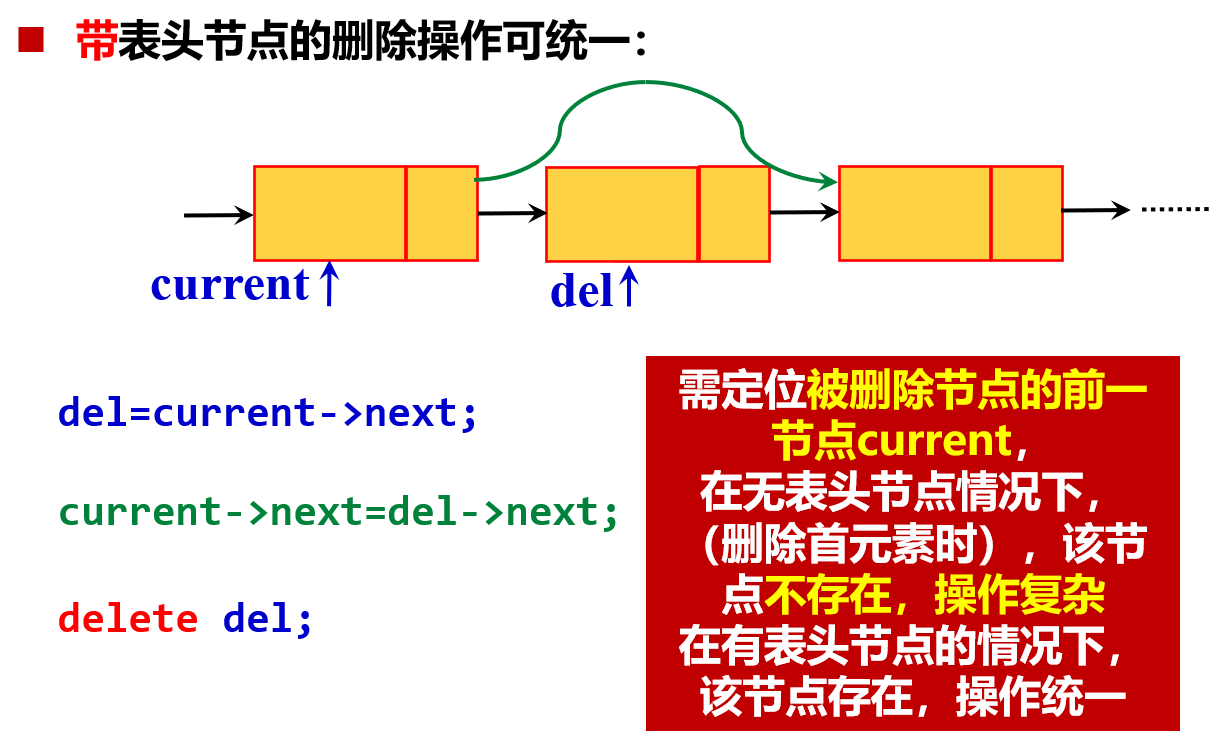 带表头节点的删除操作可统一：
current
del
del=current->next;
current->next=del->next;
delete del;
需定位被删除节点的前一
节点current，
在无表头节点情况下，
（删除首元素时），该节
点不存在，操作复杂
在有表头节点的情况下，
该节点存在，操作统一